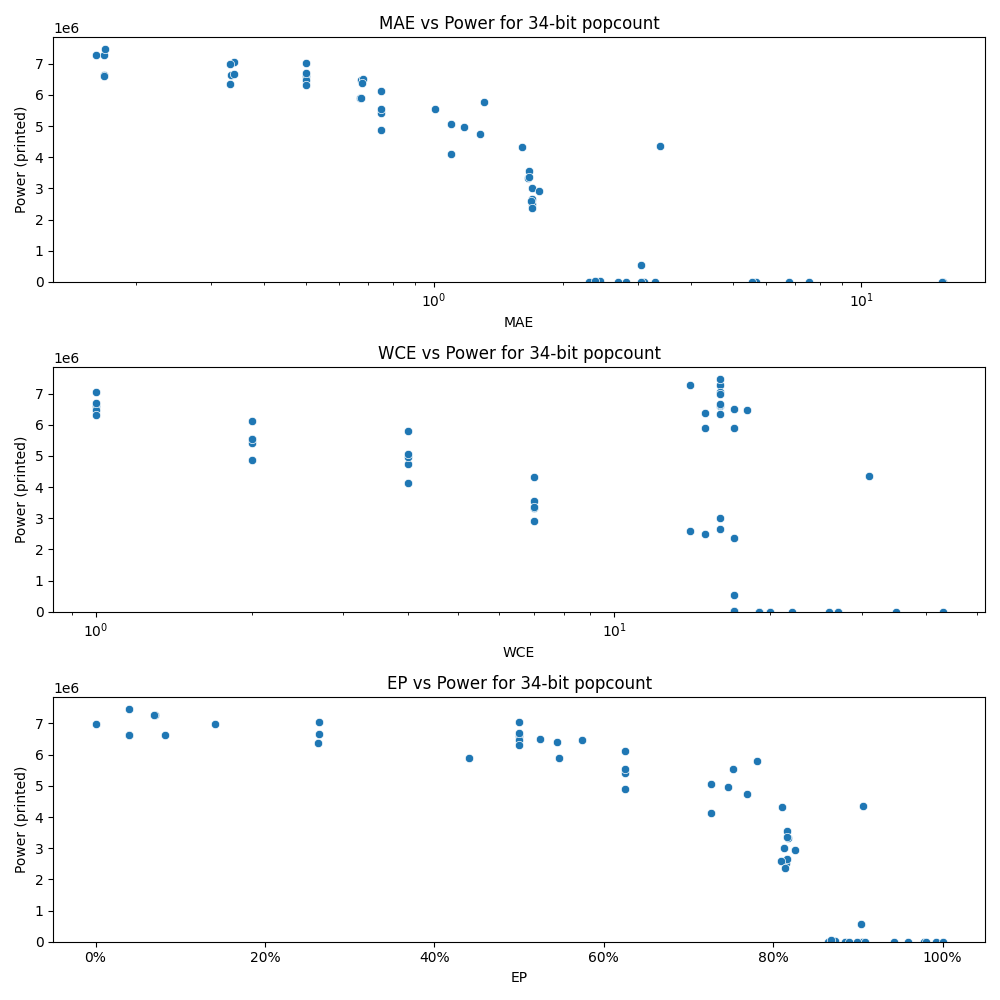 MAE vs Power for 34-bit popcount
1e6
7
6
5
4
3
2
1
0
Power (printed)
10⁰
10¹
MAE
WCE vs Power for 34-bit popcount
1e6
7
6
5
4
3
2
1
0
Power (printed)
10⁰
10¹
WCE
EP vs Power for 34-bit popcount
1e6
7
6
5
4
3
2
1
0
Power (printed)
0%
20%
40%
60%
80%
100%
EP